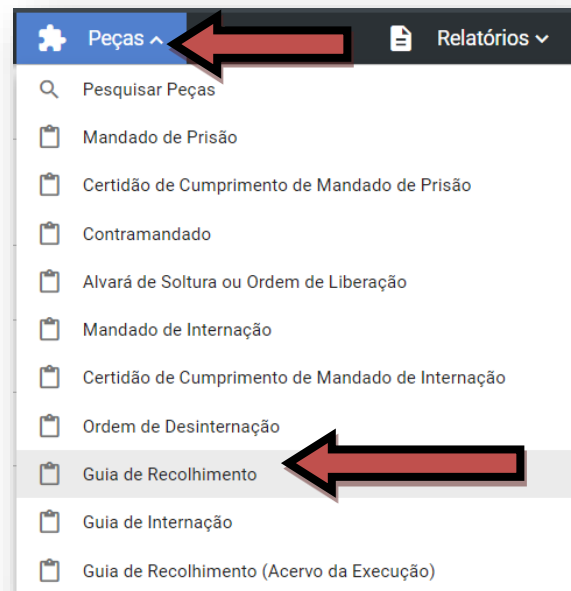 Peças Relatórios
Pesquisar Peças
Mandado de Prisão
Certidão de Cumprimento de Mandado de Prisão
Contramandado
Alvará de Soltura ou Ordem de Liberação
Mandado de Internação
Certidão de Cumprimento de Mandado de Internação
Ordem de Desinternação
Guia de Recolhimento
Guia de Internação
Guia de Recolhimento (Acervo da Execução)